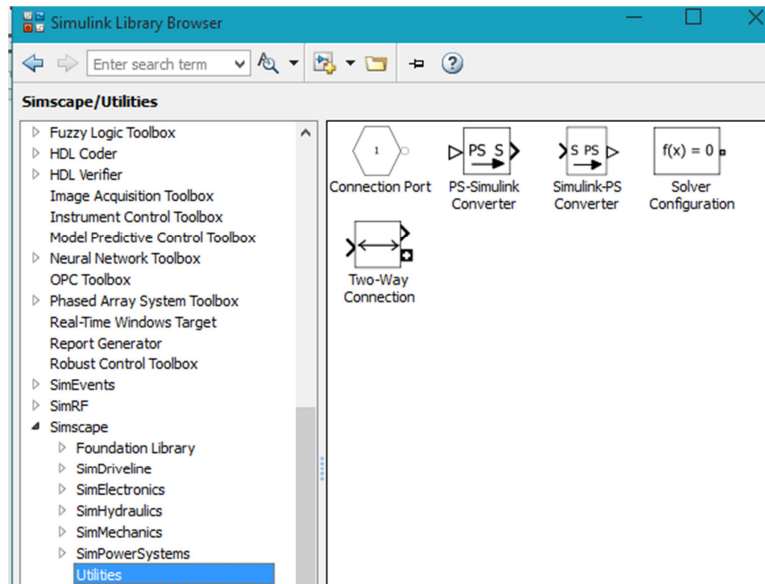 Simulink Library Browser
Enter search term
Simscape/Utilities
Fuzzy Logic Toolbox
HDL Coder
HDL Verifier
Image Acquisition Toolbox
Instrument Control Toolbox
Model Predictive Control Toolbox
Neural Network Toolbox
OPC Toolbox
Phased Array System Toolbox
Real-Time Windows Target
Report Generator
Robust Control Toolbox
SimEvents
SimRF
Simscape
Foundation Library
SimDriveline
SimElectronics
SimHydraulics
SimMechanics
SimPowerSystems
Utilities
1
Connection Port
PS S
PS-Simulink
Converter
S PS
Simulink-PS
Converter
f(x) = 0
Solver
Configuration
Two-Way
Connection